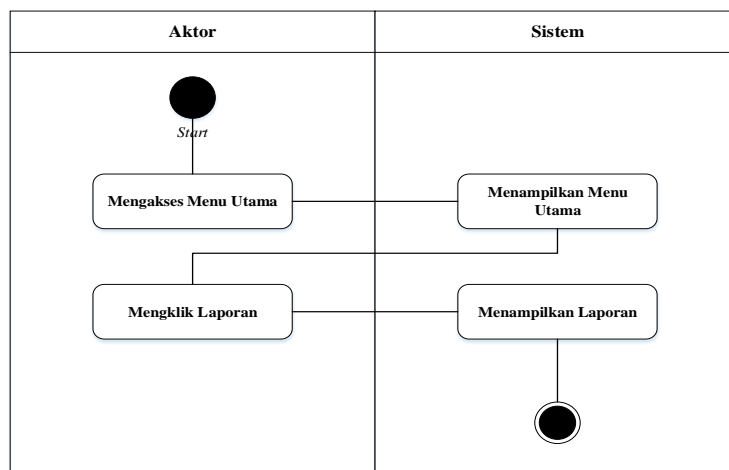 Aktor
Sistem
Start
Mengakses Menu Utama
Menampilkan Menu
Utama
Mengklik Laporan
Menampilkan Laporan